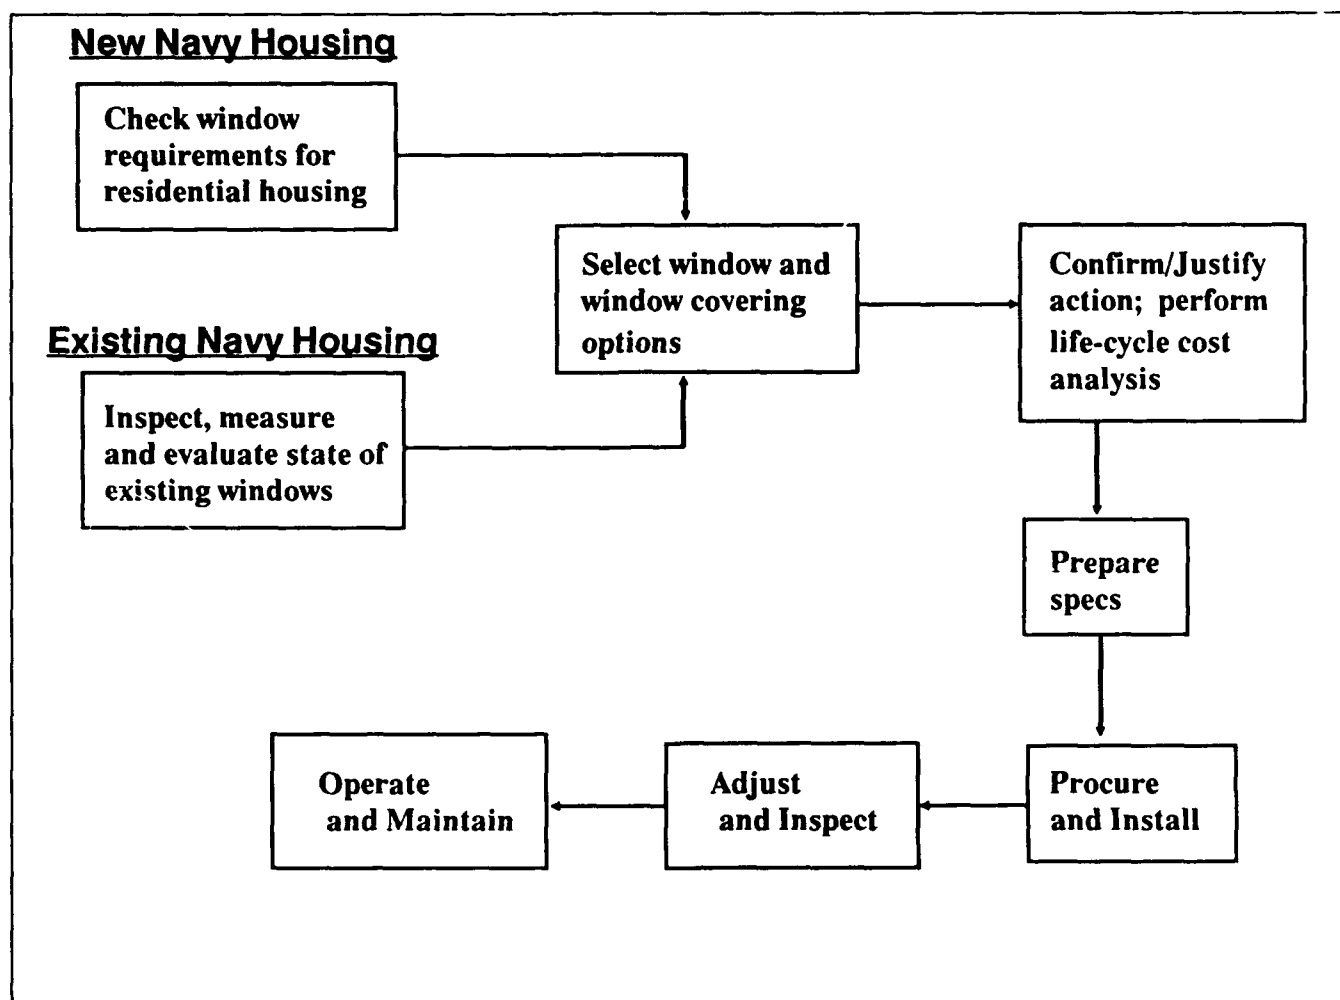 New Navy Housing
Check window
requirements for
residential housing
Select window and
window covering
options
Confirm/Justify
action; perform
life-cycle cost
analysis
Existing Navy Housing
Inspect, measure
and evaluate state of
existing windows
Prepare
specs
Procure
and Install
Adjust
and Inspect
Operate
and Maintain